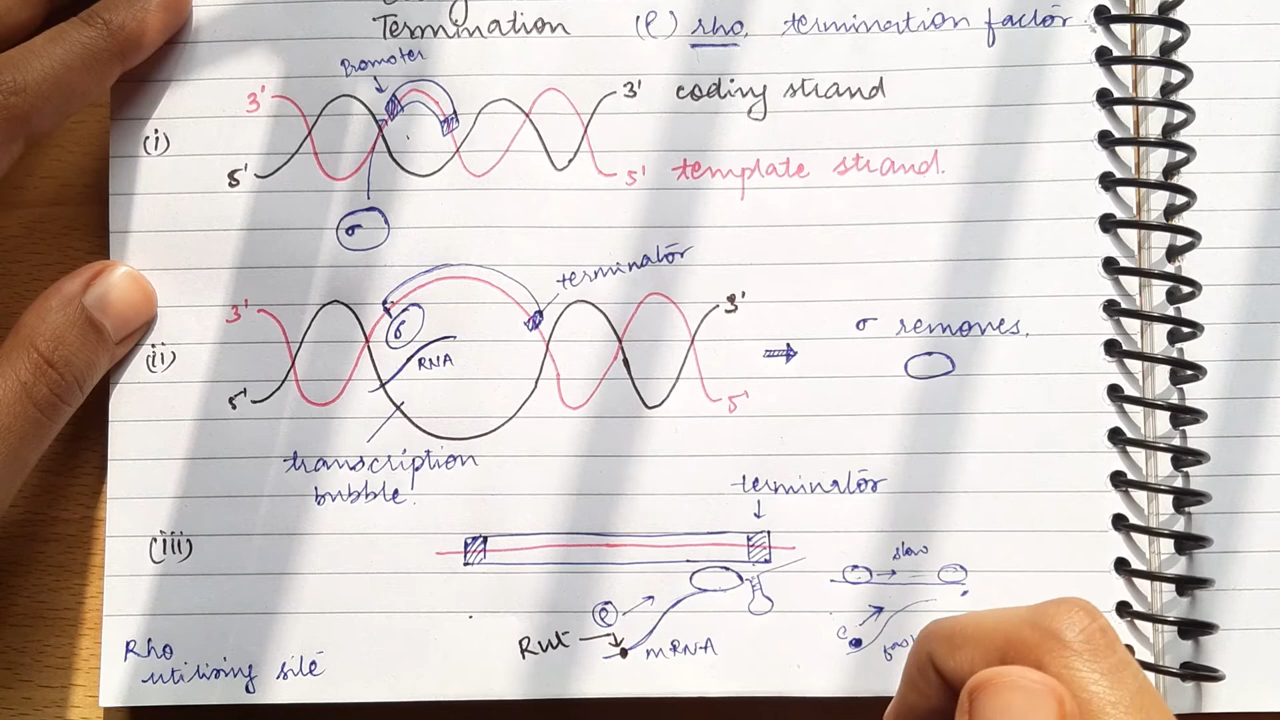 Termination (ρ) rho, termination factor
Promoter
3' 3' coding strand
(i)
5' 5' template strand.
σ
terminator
3' 3' σ removes.
σ
(ii) RNA
5' 5'
transcription
bubble.
terminator
(iii)
slow
ρ
Rut mRNA
Rho
utilising site